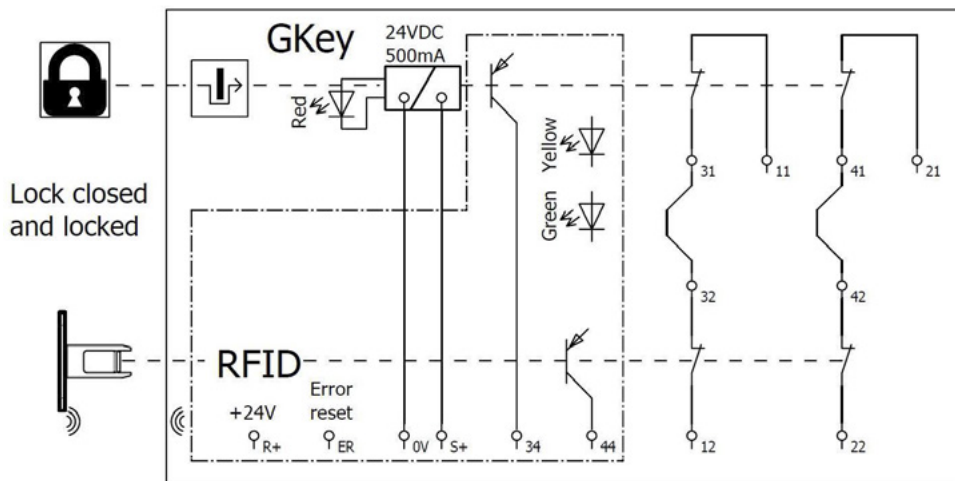 GKey
24VDC
500mA
Red
Yellow
Green
31
11
41
21
Lock closed
and locked
32
42
RFID
+24V
Error
reset
R+
ER
0V
S+
34
44
12
22